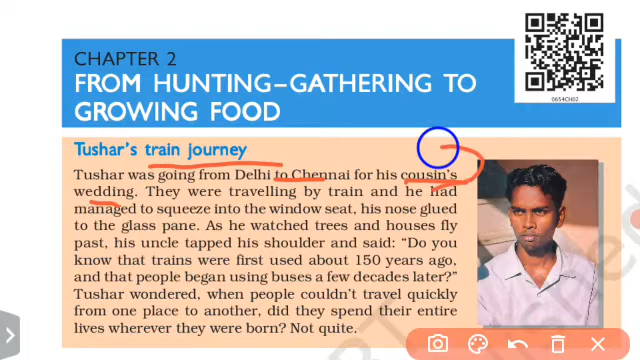 CHAPTER 2
FROM HUNTING–GATHERING TO
GROWING FOOD
0654CH02
Tushar's train journey
Tushar was going from Delhi to Chennai for his cousin's
wedding. They were travelling by train and he had
managed to squeeze into the window seat, his nose glued
to the glass pane. As he watched trees and houses fly
past, his uncle tapped his shoulder and said: “Do you
know that trains were first used about 150 years ago,
and that people began using buses a few decades later?”
Tushar wondered, when people couldn't travel quickly
from one place to another, did they spend their entire
lives wherever they were born? Not quite.